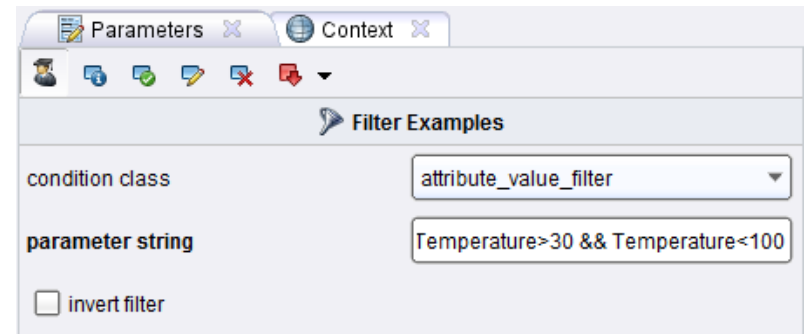 Parameters Context
Filter Examples
condition class attribute_value_filter
parameter string Temperature>30 && Temperature<100
invert filter